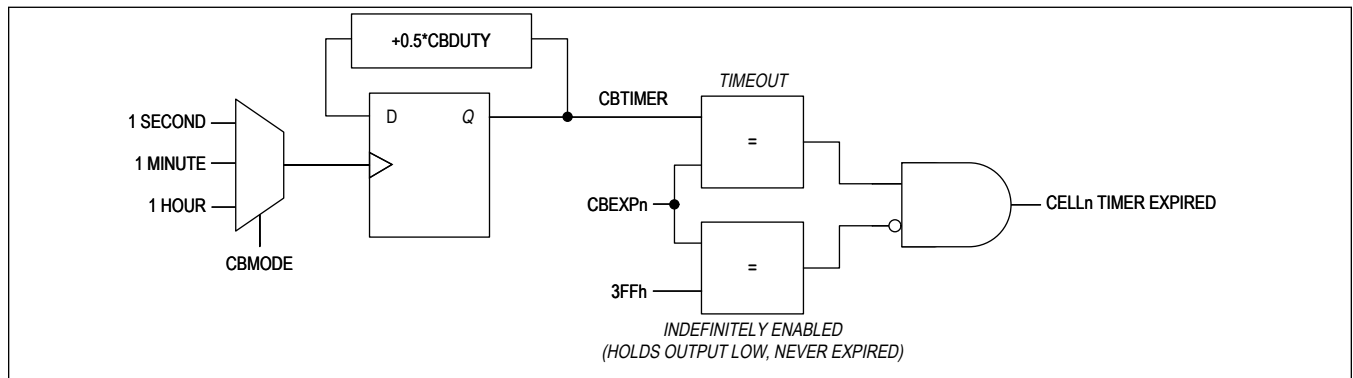 +0.5*CBDUTY
TIMEOUT
CBTIMER
1 SECOND
D
Q
1 MINUTE
=
1 HOUR
CELLn TIMER EXPIRED
CBEXPn
CBMODE
=
3FFh
INDEFINITELY ENABLED
(HOLDS OUTPUT LOW, NEVER EXPIRED)